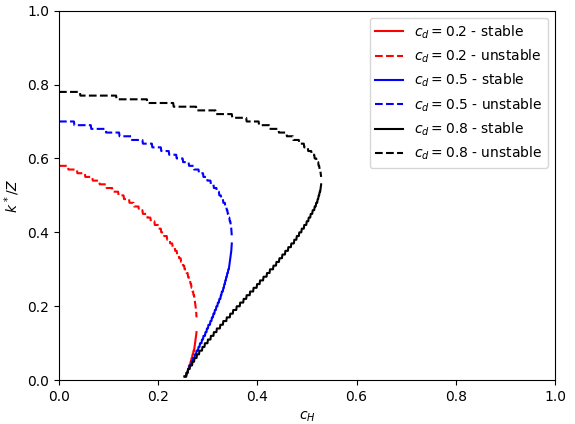 1.0
0.8
0.6
0.4
0.2
0.0
k*/Z
0.0 0.2 0.4 0.6 0.8 1.0
c_H
c_d = 0.2 - stable
c_d = 0.2 - unstable
c_d = 0.5 - stable
c_d = 0.5 - unstable
c_d = 0.8 - stable
c_d = 0.8 - unstable